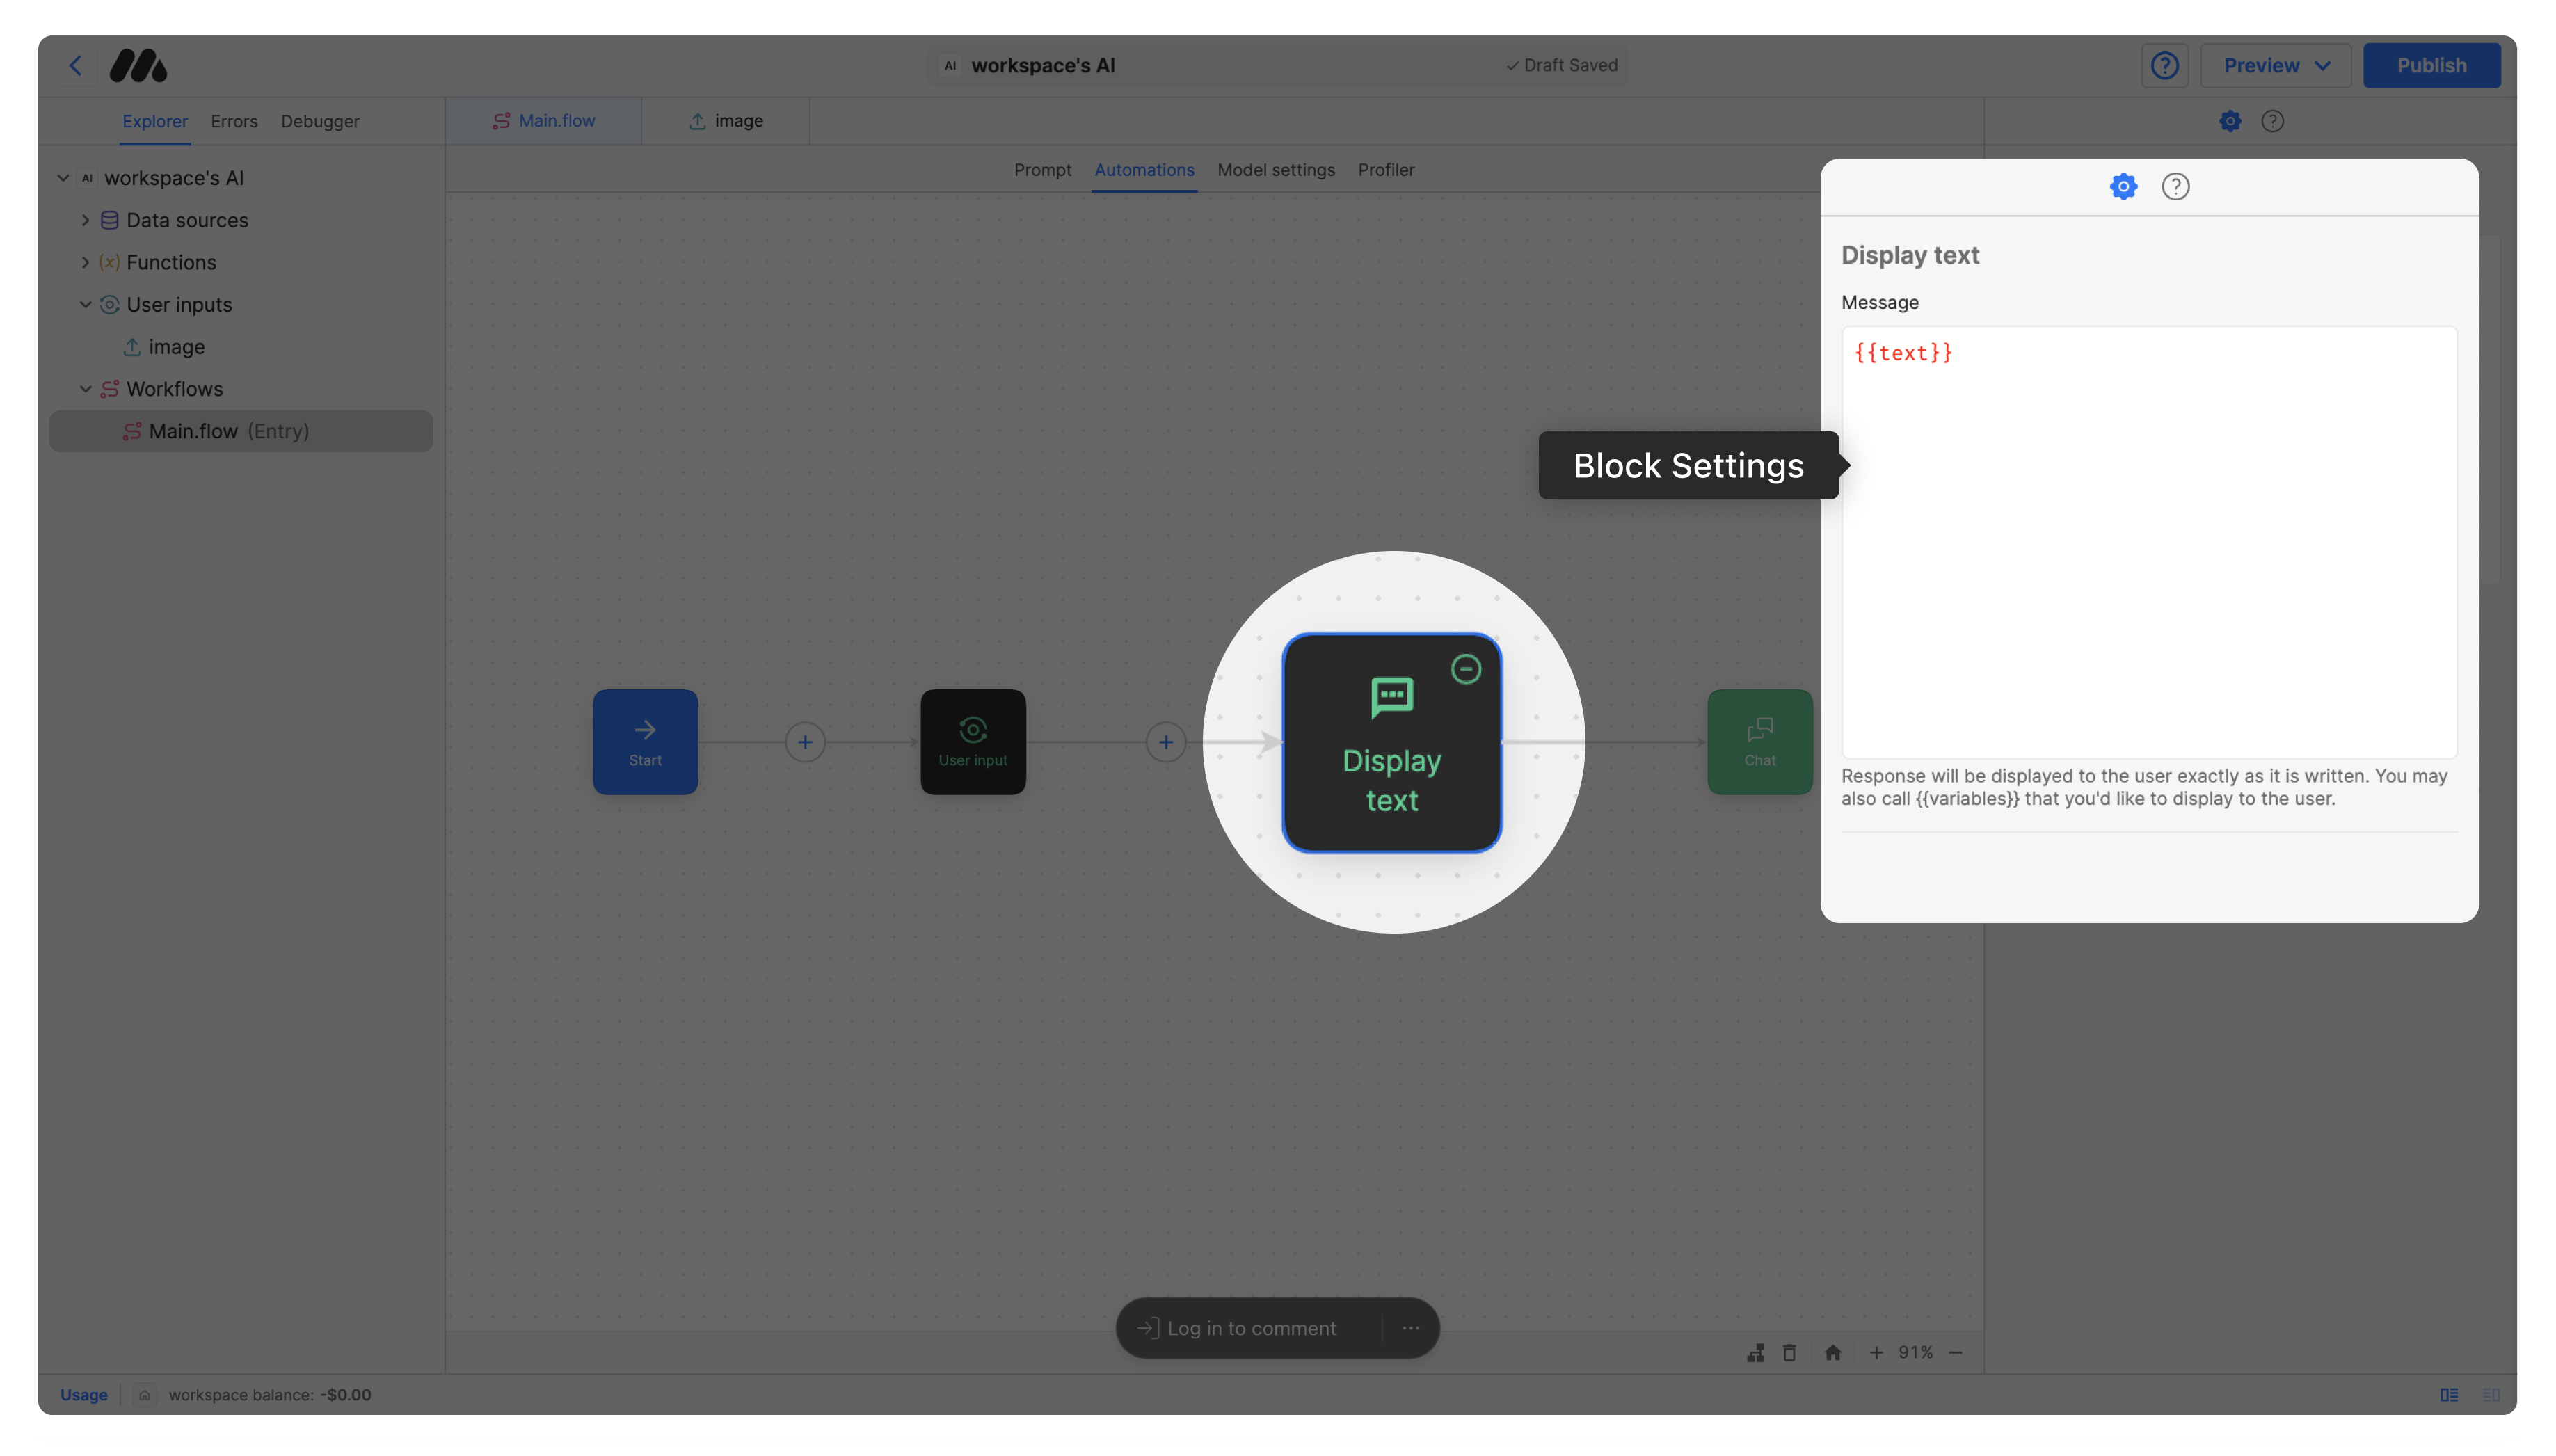 AI workspace's AI
Draft Saved
Preview
Publish
Explorer
Errors
Debugger
Main.flow
image
AI workspace's AI
Data sources
Functions
User inputs
image
Workflows
Main.flow (Entry)
Prompt
Automations
Model settings
Profiler
Display text
Message
{{text}}
Block Settings
Start
User input
Display
text
Chat
Response will be displayed to the user exactly as it is written. You may
also call {{variables}} that you'd like to display to the user.
Log in to comment
91%
Usage
workspace balance: -$0.00